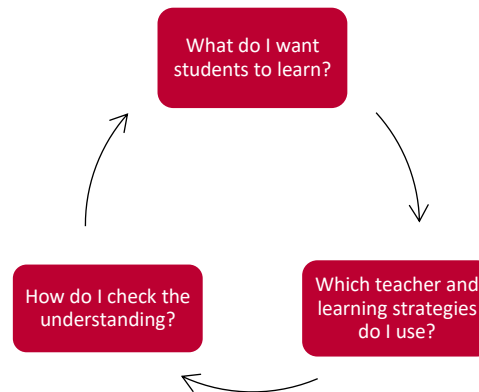 What do I want
students to learn?
Which teacher and
learning strategies
do I use?
How do I check the
understanding?